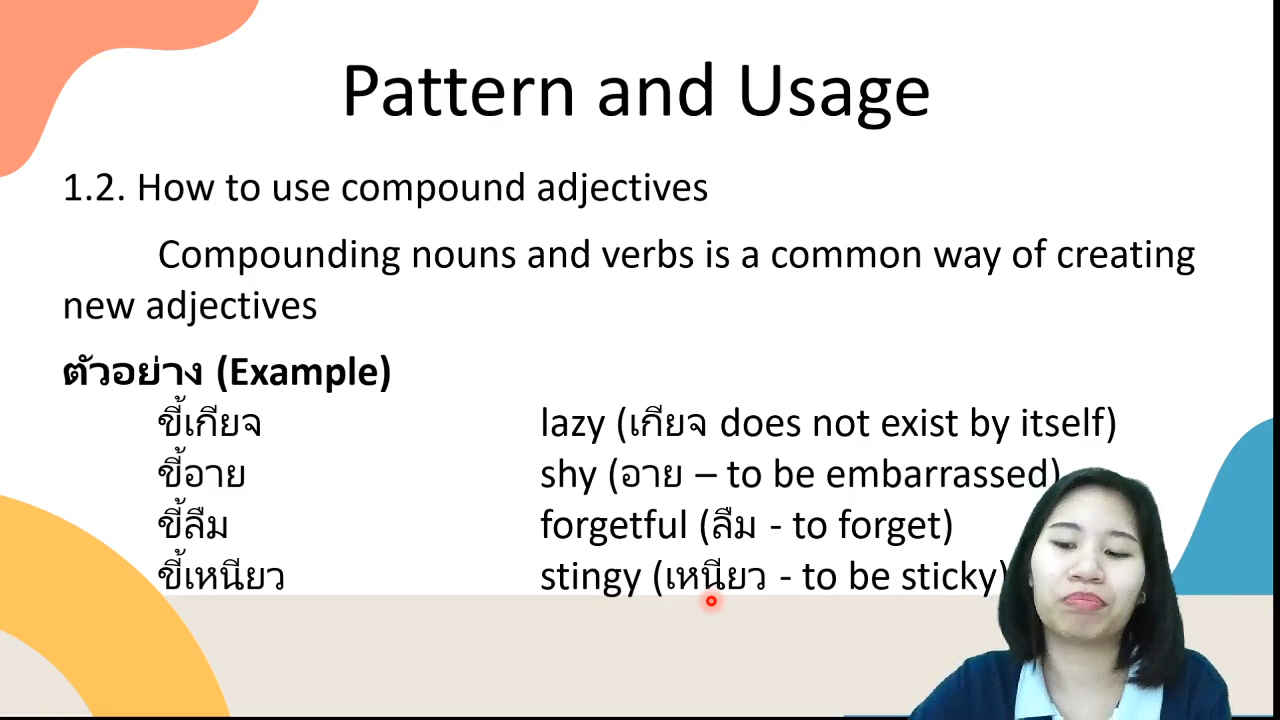 Pattern and Usage
1.2. How to use compound adjectives
Compounding nouns and verbs is a common way of creating
new adjectives
ตัวอย่าง (Example)
ขี้เกียจ lazy (เกียจ does not exist by itself)
ขี้อาย shy (อาย – to be embarrassed)
ขี้ลืม forgetful (ลืม - to forget)
ขี้เหนียว stingy (เหนียว - to be sticky)